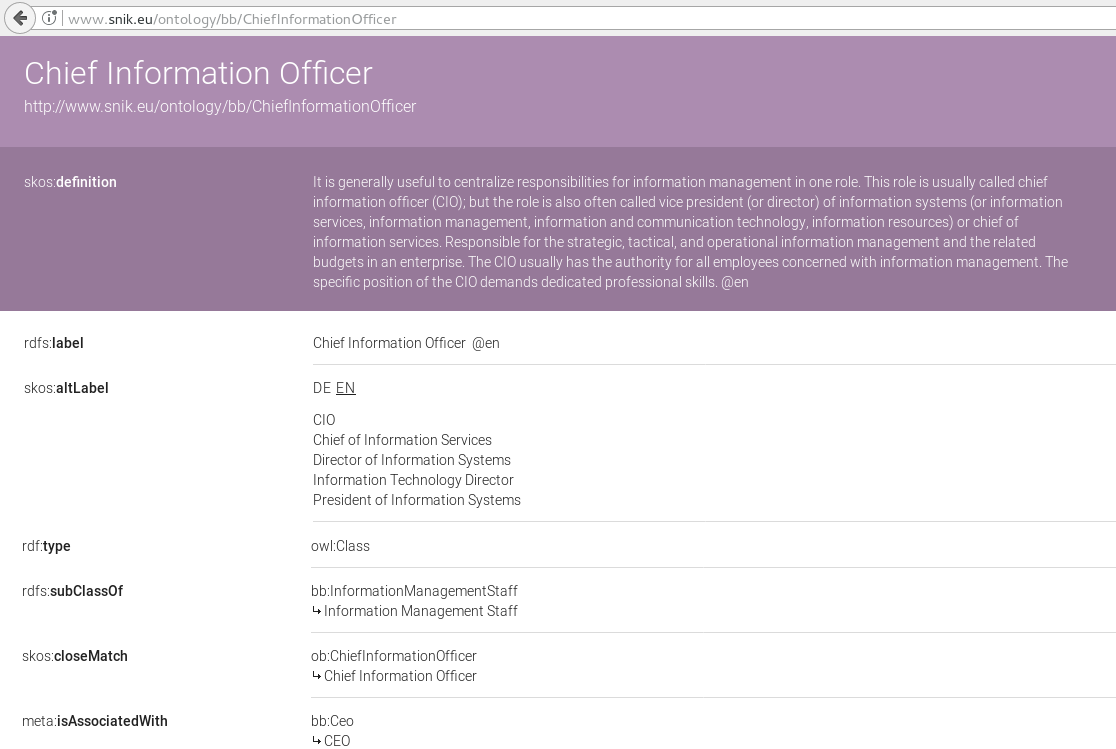 www.snik.eu/ontology/bb/ChiefInformationOfficer
Chief Information Officer
http://www.snik.eu/ontology/bb/ChiefInformationOfficer
skos:definition
It is generally useful to centralize responsibilities for information management in one role. This role is usually called chief
information officer (CIO); but the role is also often called vice president (or director) of information systems (or information
services, information management, information and communication technology, information resources) or chief of
information services. Responsible for the strategic, tactical, and operational information management and the related
budgets in an enterprise. The CIO usually has the authority for all employees concerned with information management. The
specific position of the CIO demands dedicated professional skills. @en
rdfs:label
Chief Information Officer @en
skos:altLabel
DE EN
CIO
Chief of Information Services
Director of Information Systems
Information Technology Director
President of Information Systems
rdf:type
owl:Class
rdfs:subClassOf
bb:InformationManagementStaff
↳ Information Management Staff
skos:closeMatch
ob:ChiefInformationOfficer
↳ Chief Information Officer
meta:isAssociatedWith
bb:Ceo
↳ CEO